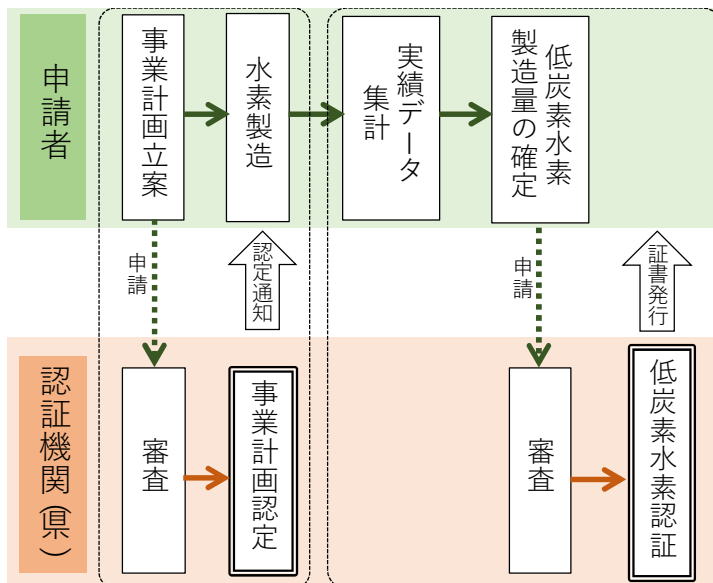 申請者
事業計画立案
水素製造
実績データ
集計
低炭素水素
製造量の確定
申請
認定通知
申請
証書発行
認証機関(県)
審査
事業計画認定
審査
低炭素水素認証